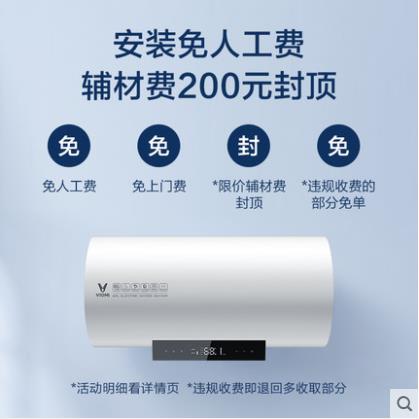 安装免人工费
辅材费200元封顶
免 免 封 免
免人工费 免上门费 *限价辅材费 *违规收费的
封顶 部分免单
VIOMI
68.1
*活动明细看详情页 *违规收费即退回多收取部分